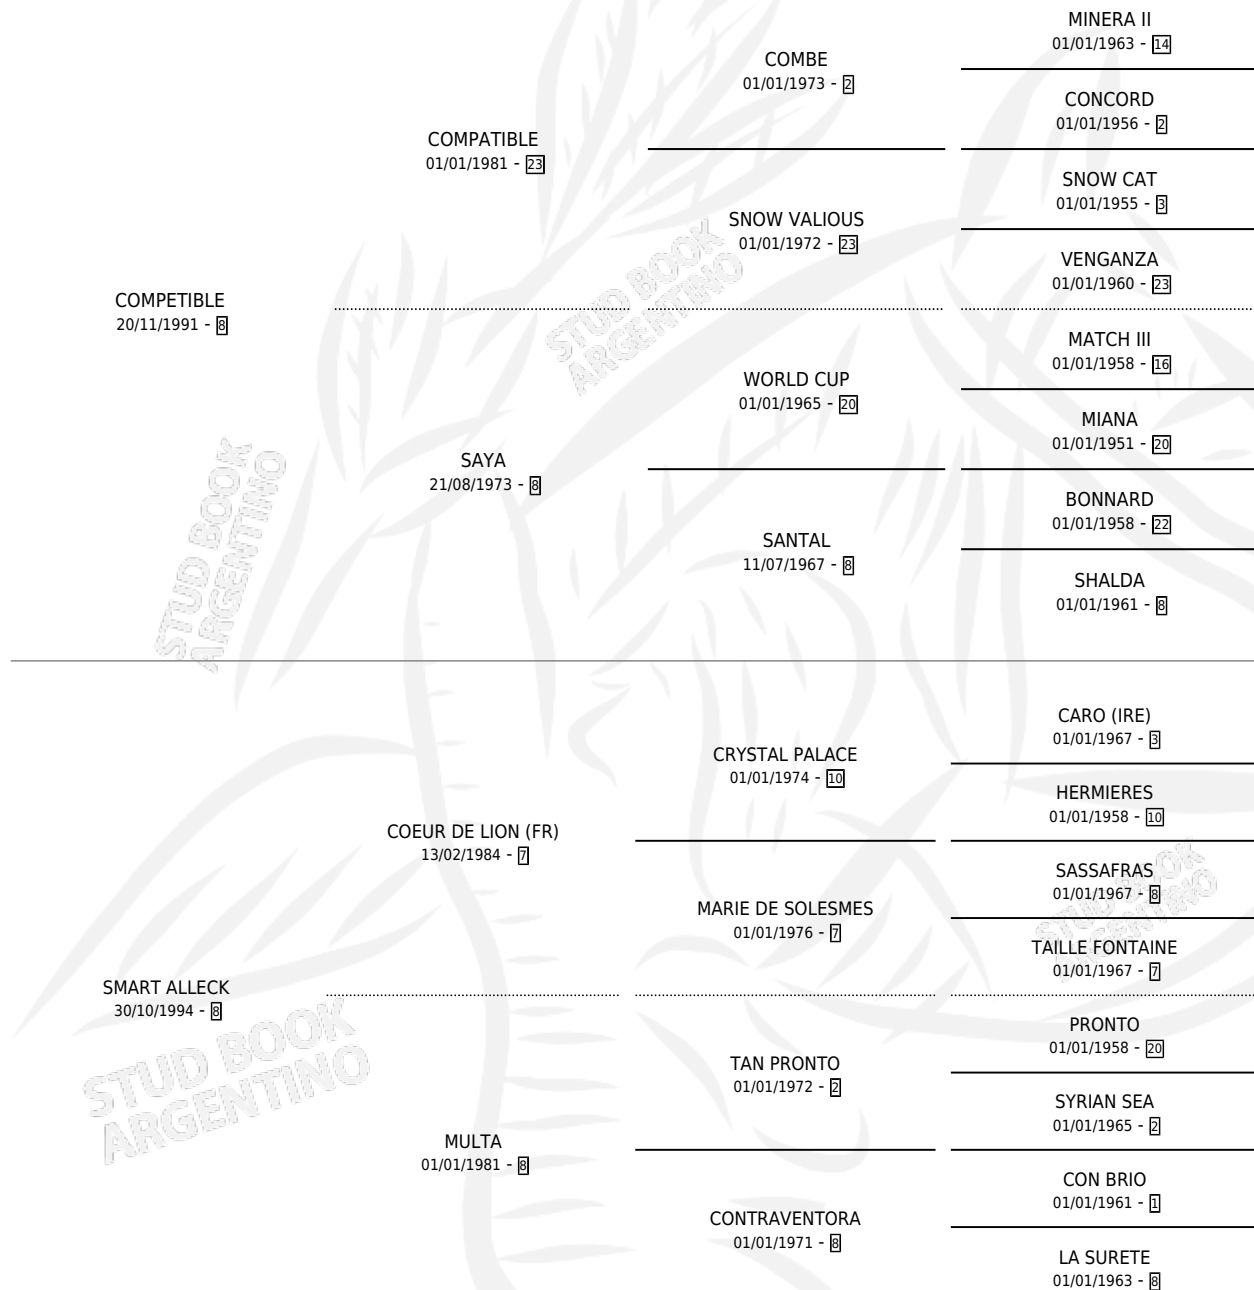 MINERA II
01/01/1963 - 14
COMBE
01/01/1973 - 2
CONCORD
01/01/1956 - 2
COMPATIBLE
01/01/1981 - 23
SNOW CAT
01/01/1955 - 3
SNOW VALIOUS
01/01/1972 - 23
VENGANZA
01/01/1960 - 23
COMPETIBLE
20/11/1991 - 8
MATCH III
01/01/1958 - 16
WORLD CUP
01/01/1965 - 20
MIANA
01/01/1951 - 20
SAYA
21/08/1973 - 8
BONNARD
01/01/1958 - 22
SANTAL
11/07/1967 - 8
SHALDA
01/01/1961 - 8
CARO (IRE)
01/01/1967 - 3
CRYSTAL PALACE
01/01/1974 - 10
HERMIERES
01/01/1958 - 10
COEUR DE LION (FR)
13/02/1984 - 7
SASSAFRAS
01/01/1967 - 8
MARIE DE SOLESMES
01/01/1976 - 7
TAILLE FONTAINE
01/01/1967 - 7
SMART ALLECK
30/10/1994 - 8
PRONTO
01/01/1958 - 20
TAN PRONTO
01/01/1972 - 2
SYRIAN SEA
01/01/1965 - 2
MULTA
01/01/1981 - 8
CON BRIO
01/01/1961 - 1
CONTRAVENTORA
01/01/1971 - 8
LA SURETE
01/01/1963 - 8
STUD BOOK
ARGENTINO
STUD BOOK
ARGENTINO
STUD BOOK
ARGENTINO
STUD BOOK
ARGENTINO